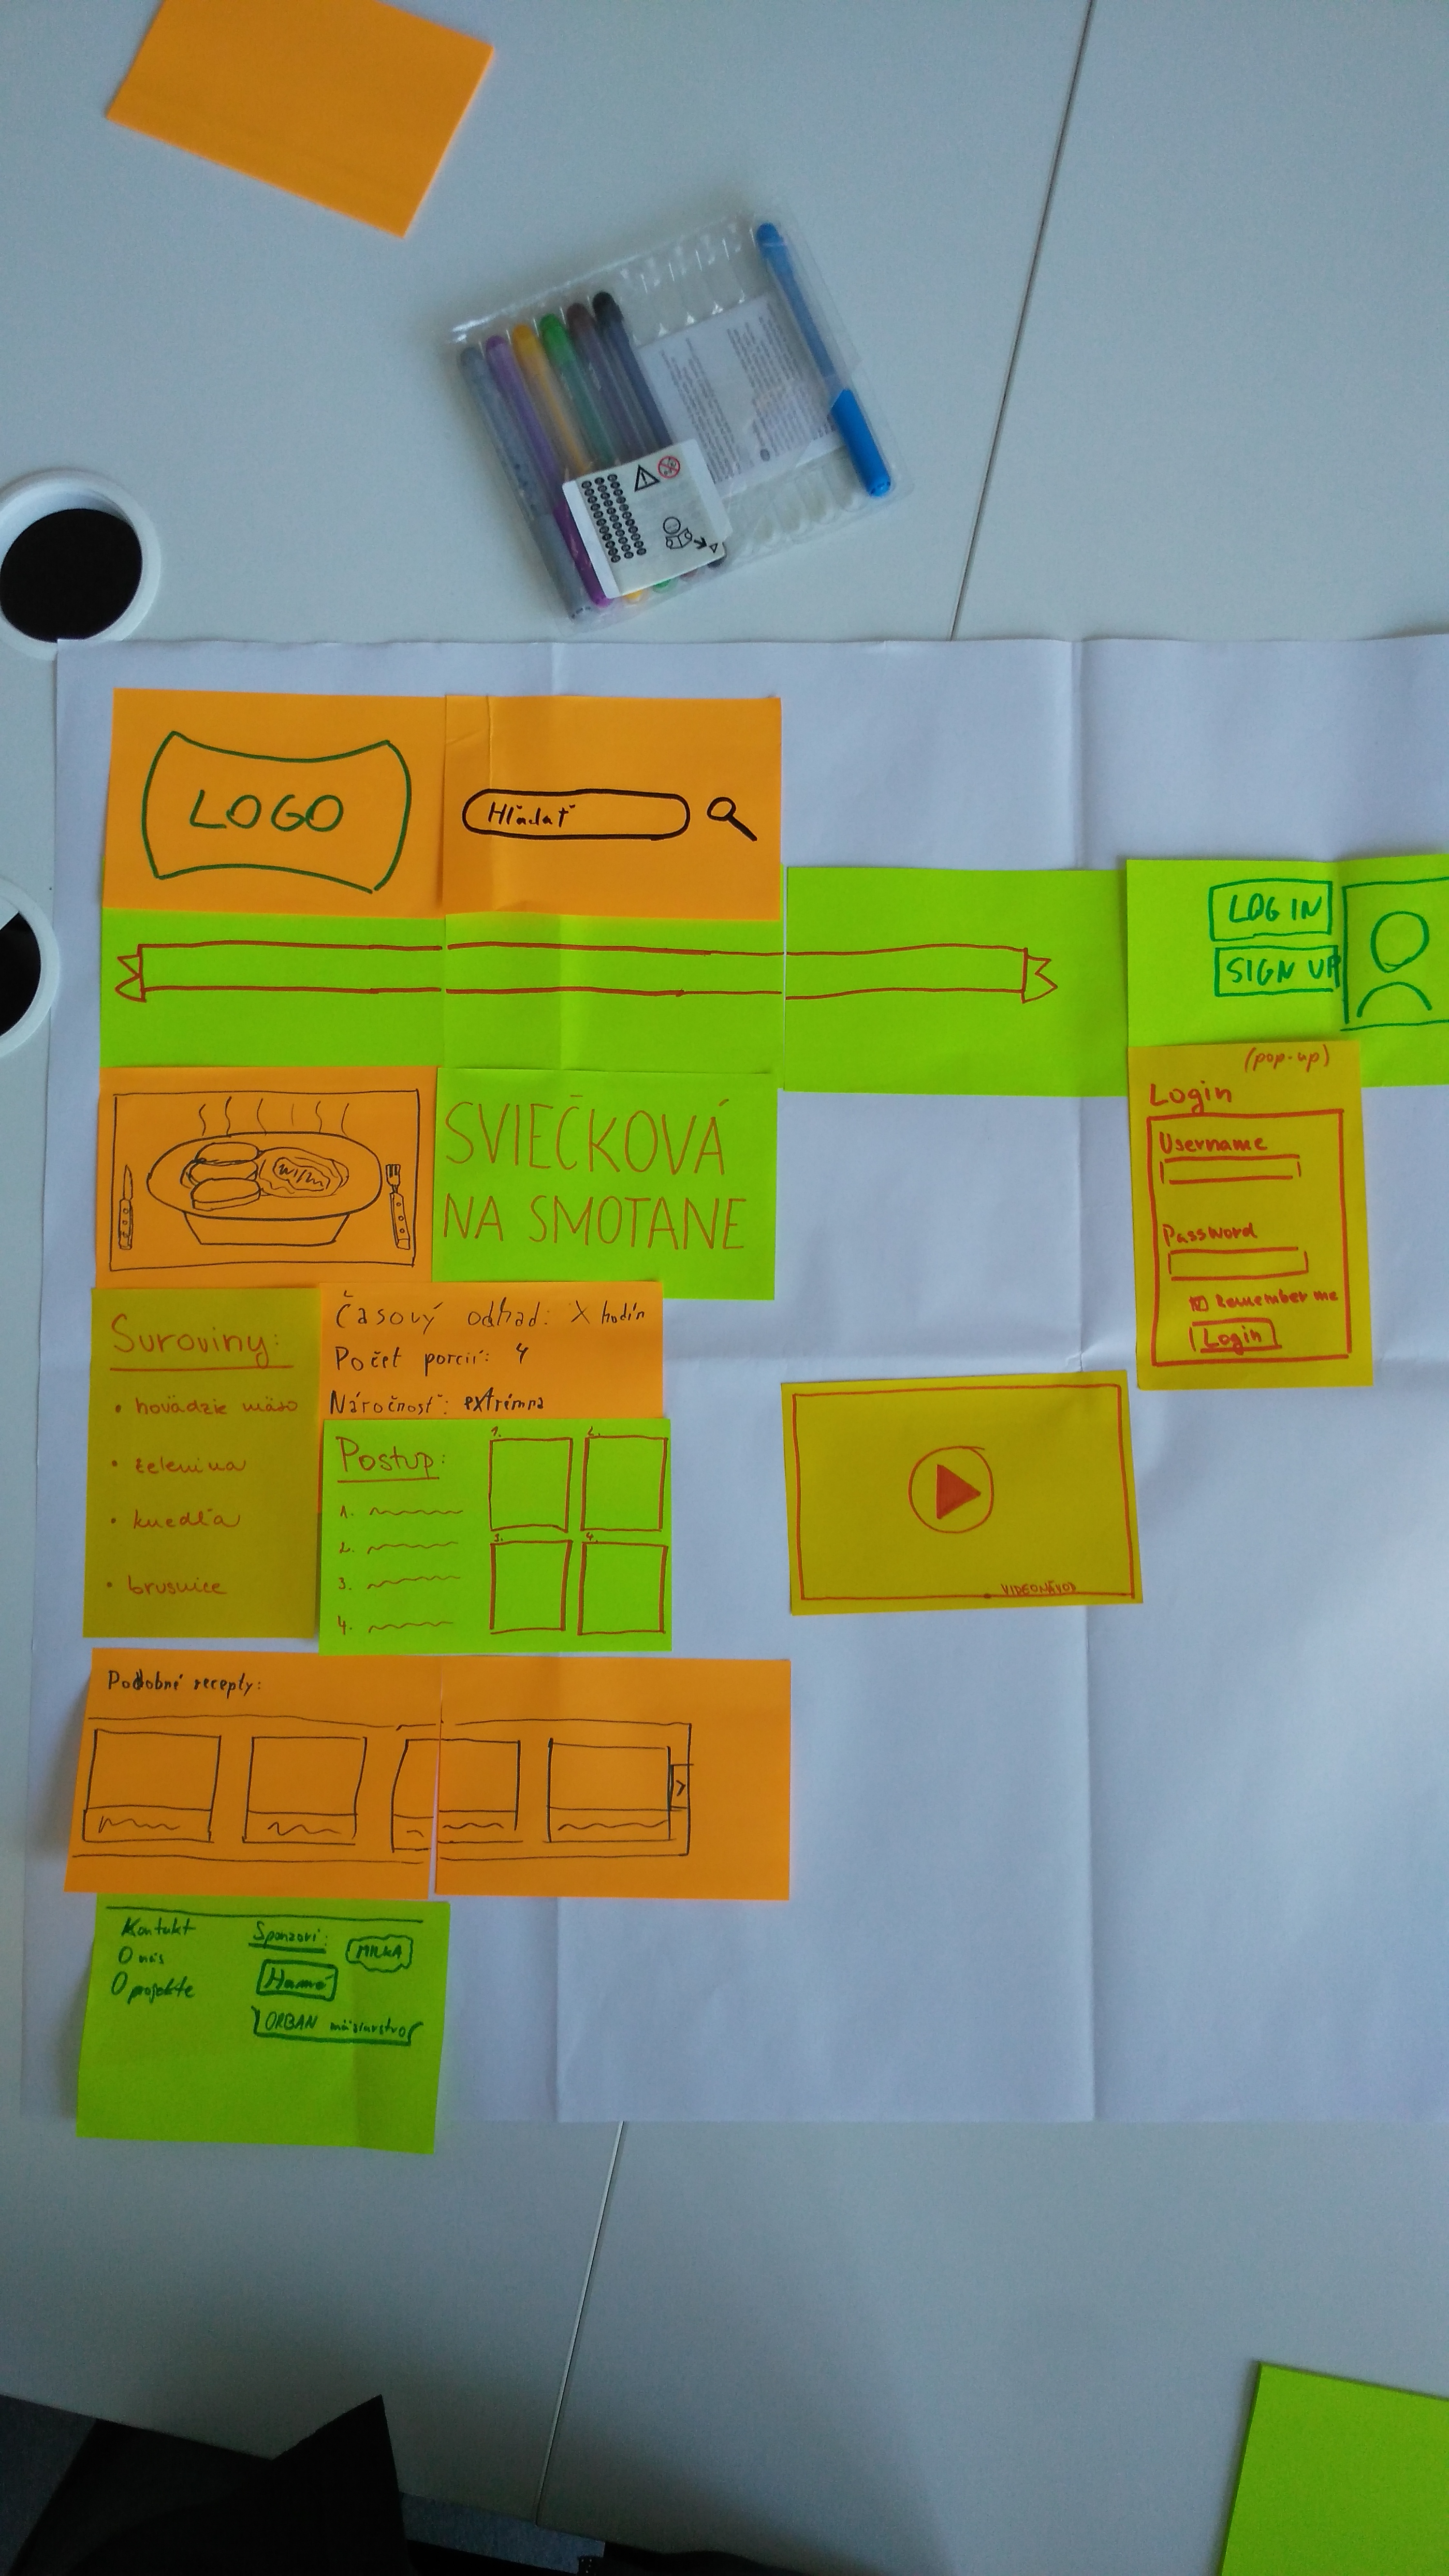 LOGO
Hľadať
LOG IN
SIGN UP
(pop-up)
Login
Username
Password
Remember me
Login
SVIEČKOVÁ
NA SMOTANE
Suroviny:
• hovädzie mäso
• zelenina
• knedľa
• brusnice
Časový odhad: X hodín
Počet porcií: 4
Náročnosť: extrémna
Postup:
1.
2.
3.
4.
1. 2.
3. 4.
VIDEONÁVOD
Podobné recepty:
Kontakt
O nás
O projekte
Sponzori:
MILKA
Hamé
ORBAN mäsiarstvo